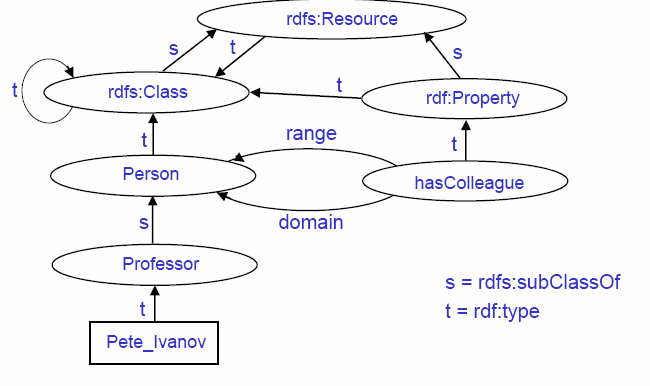 rdfs:Resource
s
t
s
t
rdfs:Class
t
rdf:Property
t
range
t
Person
hasColleague
s
domain
Professor
s = rdfs:subClassOf
t
t = rdf:type
Pete_Ivanov